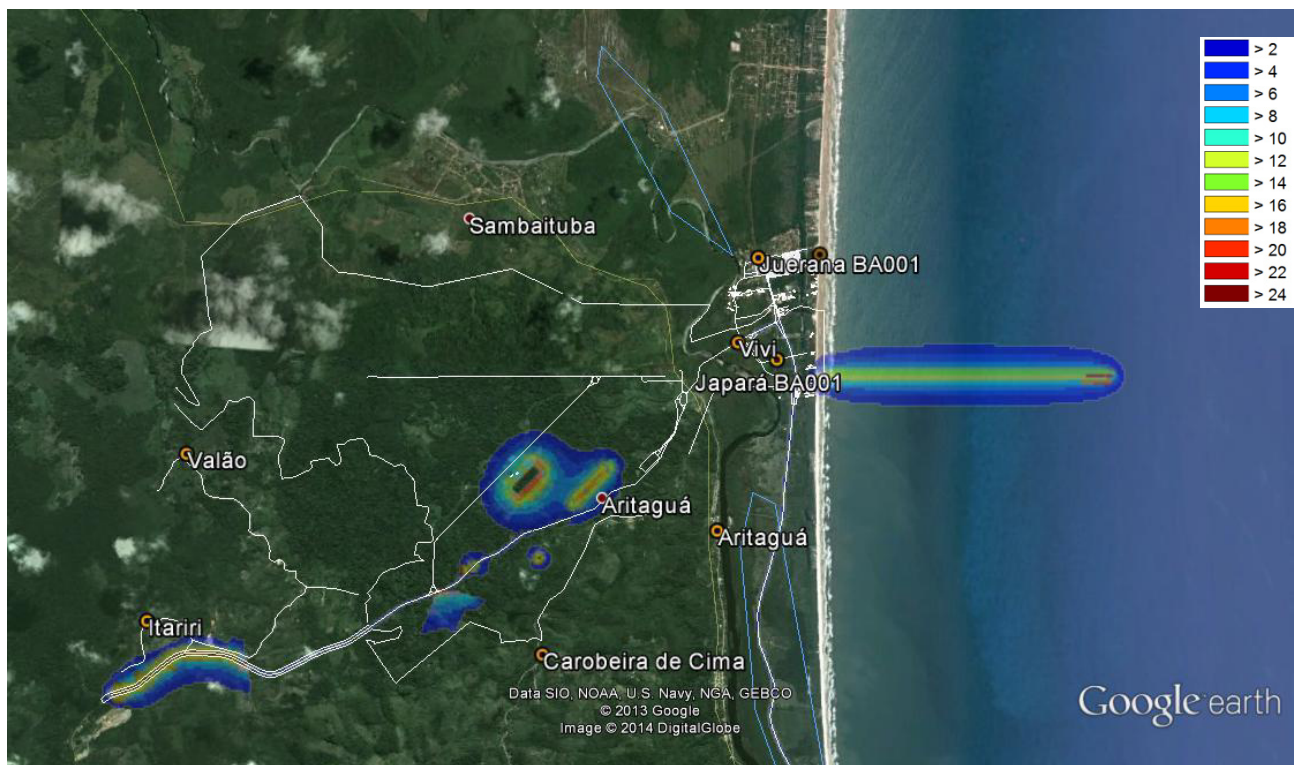 > 2
> 4
> 6
> 8
> 10
> 12
> 14
> 16
> 18
> 20
> 22
> 24
Sambaituba
Juerana BA001
Vivi
Japará BA001
Valão
Aritaguá
Aritaguá
Itariri
Carobeira de Cima
Data SIO, NOAA, U.S. Navy, NGA, GEBCO
© 2013 Google
Image © 2014 DigitalGlobe
Google earth